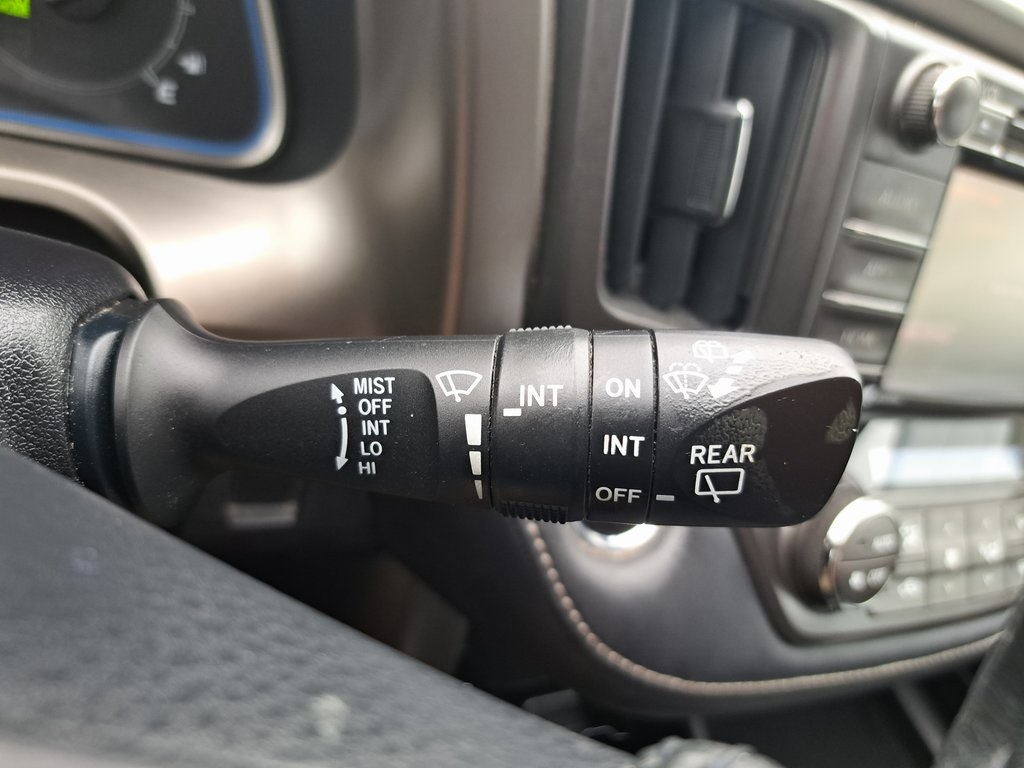 E
MIST
OFF
INT
LO
HI
INT
ON
INT
OFF
REAR